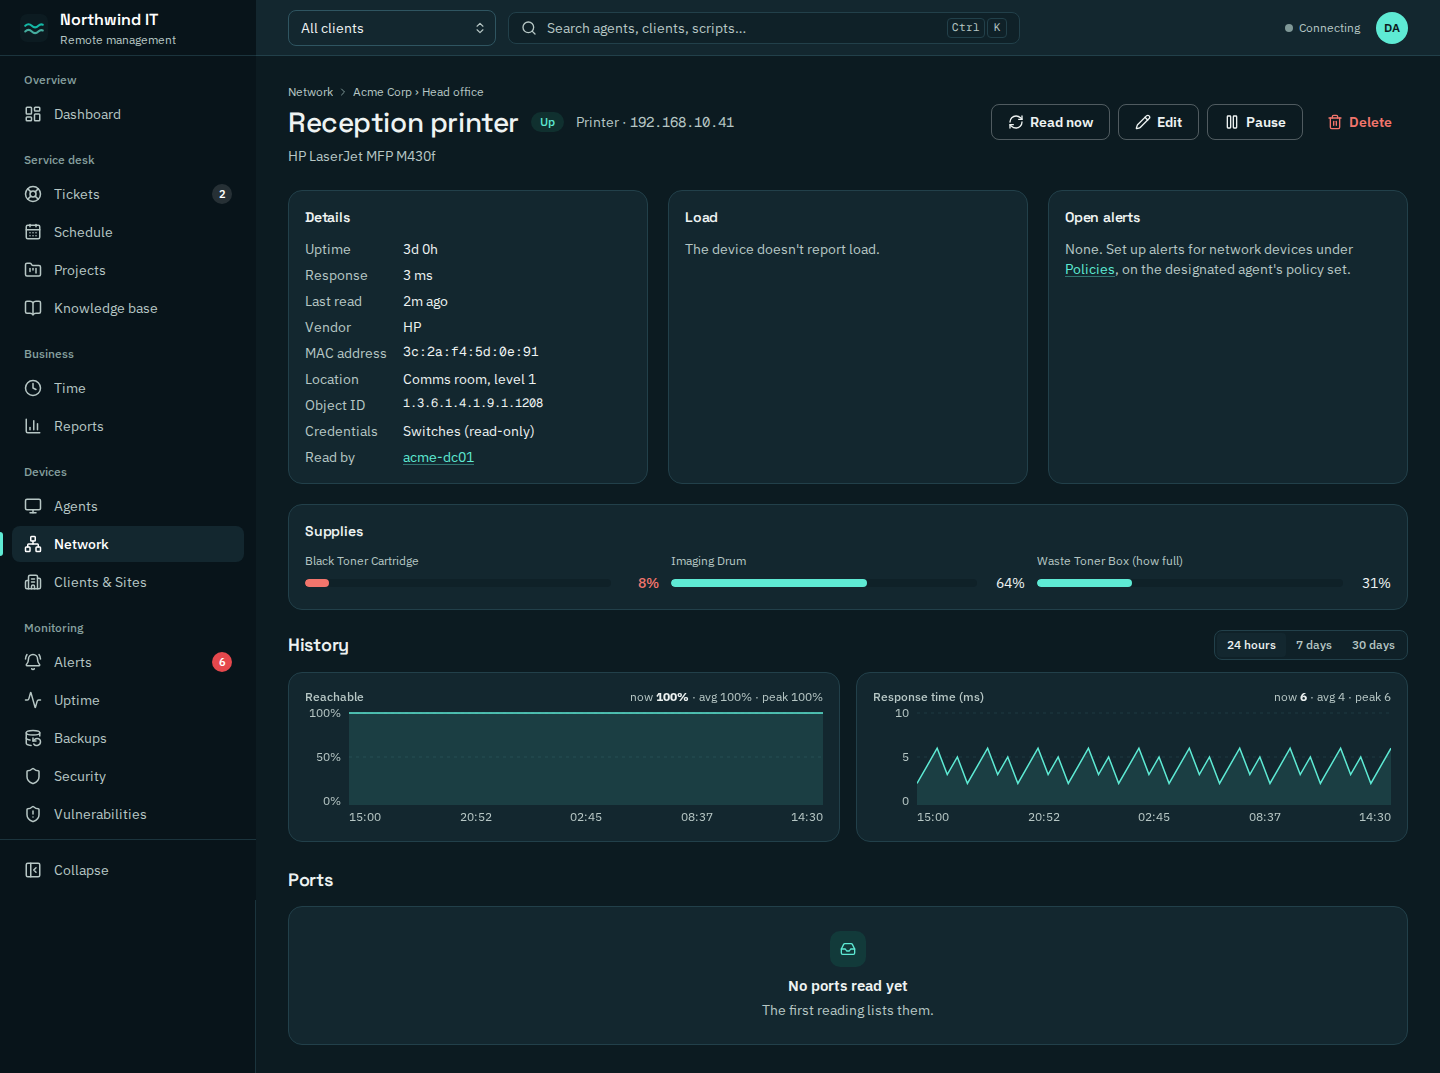 Northwind IT
Remote management
All clients
Search agents, clients, scripts...
Ctrl K
Connecting
DA
Overview
Dashboard
Service desk
Tickets 2
Schedule
Projects
Knowledge base
Business
Time
Reports
Devices
Agents
Network
Clients & Sites
Monitoring
Alerts 6
Uptime
Backups
Security
Vulnerabilities
Collapse
Network > Acme Corp › Head office
Reception printer Up Printer · 192.168.10.41
HP LaserJet MFP M430f
Read now
Edit
Pause
Delete
Details
Uptime 3d 0h
Response 3 ms
Last read 2m ago
Vendor HP
MAC address 3c:2a:f4:5d:0e:91
Location Comms room, level 1
Object ID 1.3.6.1.4.1.9.1.1208
Credentials Switches (read-only)
Read by acme-dc01
Load
The device doesn't report load.
Open alerts
None. Set up alerts for network devices under
Policies, on the designated agent's policy set.
Supplies
Black Toner Cartridge
8%
Imaging Drum
64%
Waste Toner Box (how full)
31%
History
24 hours 7 days 30 days
Reachable
now 100% · avg 100% · peak 100%
100%
50%
0%
15:00 20:52 02:45 08:37 14:30
Response time (ms)
now 6 · avg 4 · peak 6
10
5
0
15:00 20:52 02:45 08:37 14:30
Ports
No ports read yet
The first reading lists them.